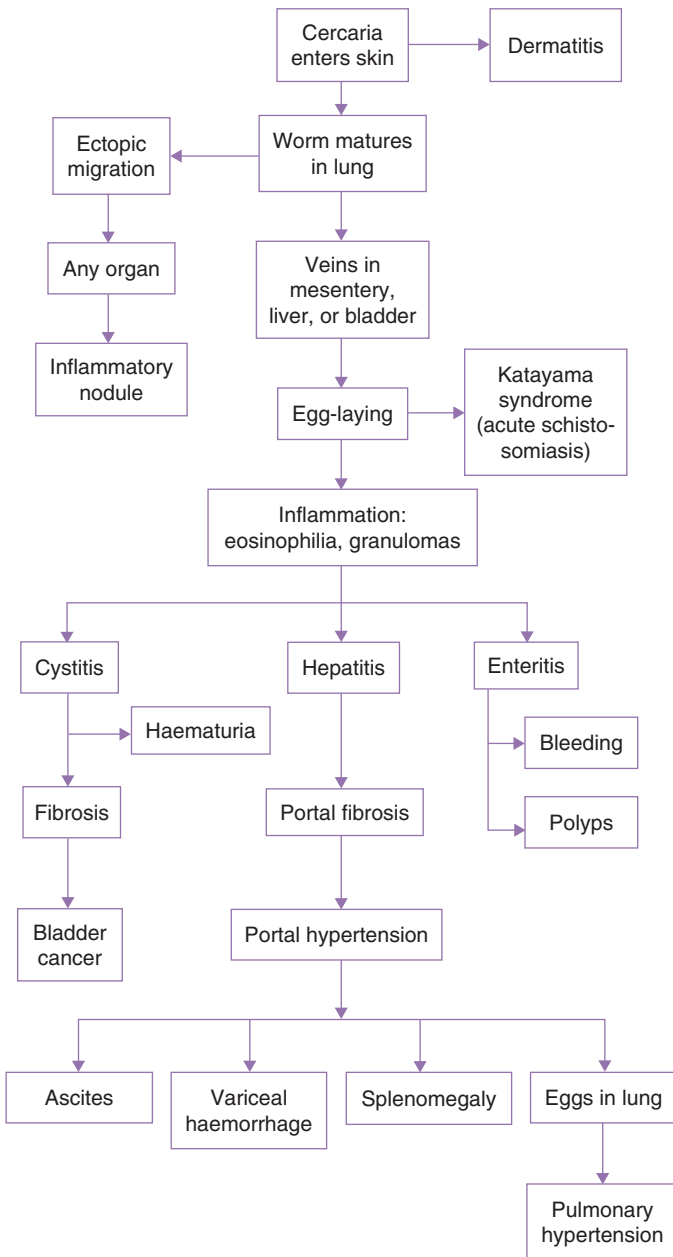 Cercaria
enters skin
Dermatitis
Ectopic
migration
Worm matures
in lung
Any organ
Veins in
mesentery,
liver, or bladder
Inflammatory
nodule
Egg-laying
Katayama
syndrome
(acute schisto-
somiasis)
Inflammation:
eosinophilia, granulomas
Cystitis
Hepatitis
Enteritis
Haematuria
Bleeding
Fibrosis
Portal fibrosis
Polyps
Bladder
cancer
Portal hypertension
Ascites
Variceal
haemorrhage
Splenomegaly
Eggs in lung
Pulmonary
hypertension